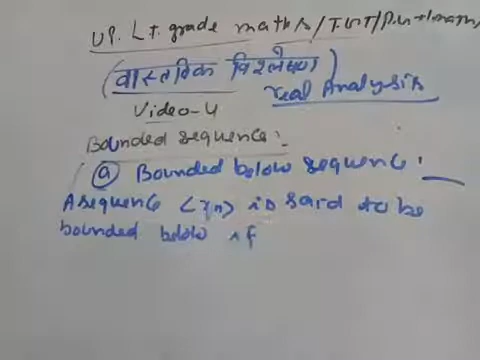 UP. LT. grade maths/T.G.T/P.G.T
(वास्तविक विश्लेषण)
real Analysis
Video-4
Bounded sequence:
(a) Bounded below sequence:
A sequence <xn> is said to be
bounded below if